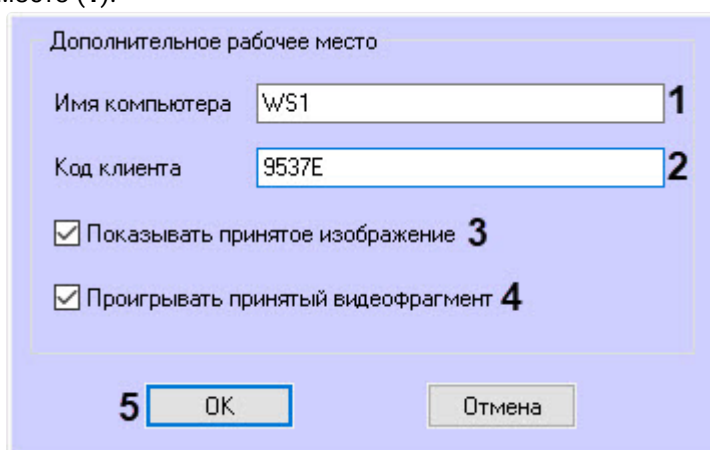 Дополнительное рабочее место
Имя компьютера WS1 1
Код клиента 9537E 2
Показывать принятое изображение 3
Проигрывать принятый видеофрагмент 4
5 OK Отмена